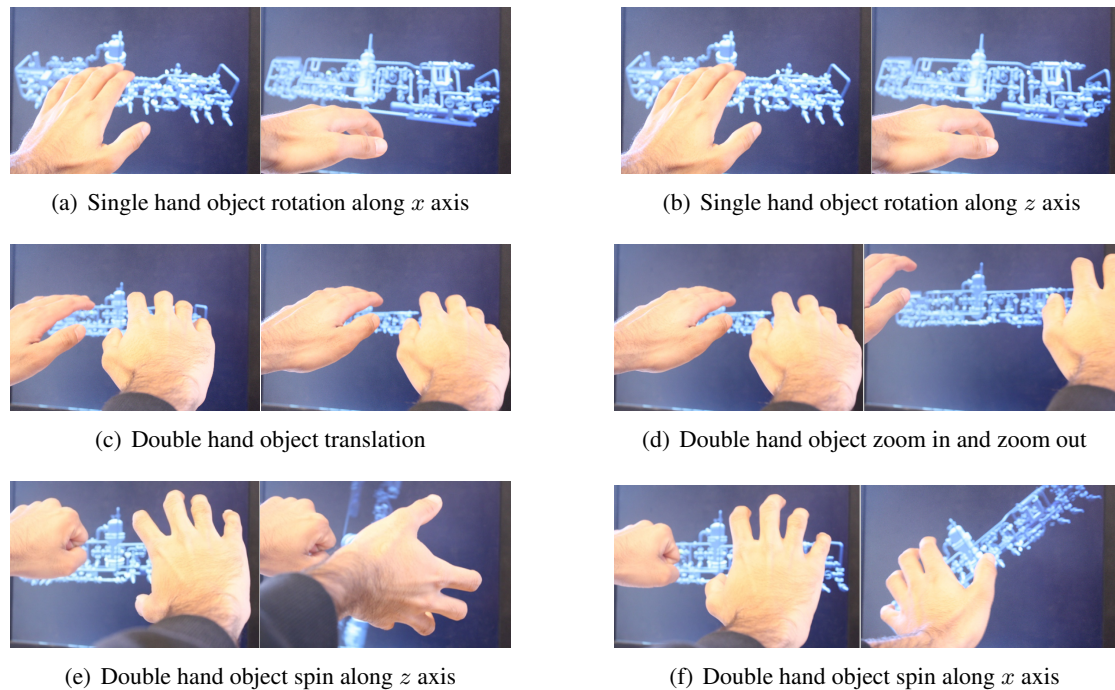 (a) Single hand object rotation along x axis
(b) Single hand object rotation along z axis
(c) Double hand object translation
(d) Double hand object zoom in and zoom out
(e) Double hand object spin along z axis
(f) Double hand object spin along x axis